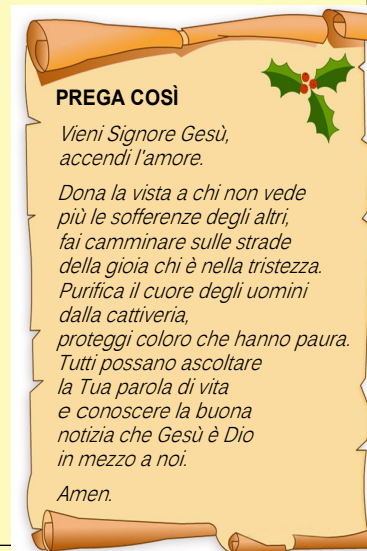 PREGA COSÌ
Vieni Signore Gesù,
accendi l'amore.
Dona la vista a chi non vede
più le sofferenze degli altri,
fai camminare sulle strade
della gioia chi è nella tristezza.
Purifica il cuore degli uomini
dalla cattiveria,
proteggi coloro che hanno paura.
Tutti possano ascoltare
la Tua parola di vita
e conoscere la buona
notizia che Gesù è Dio
in mezzo a noi.
Amen.